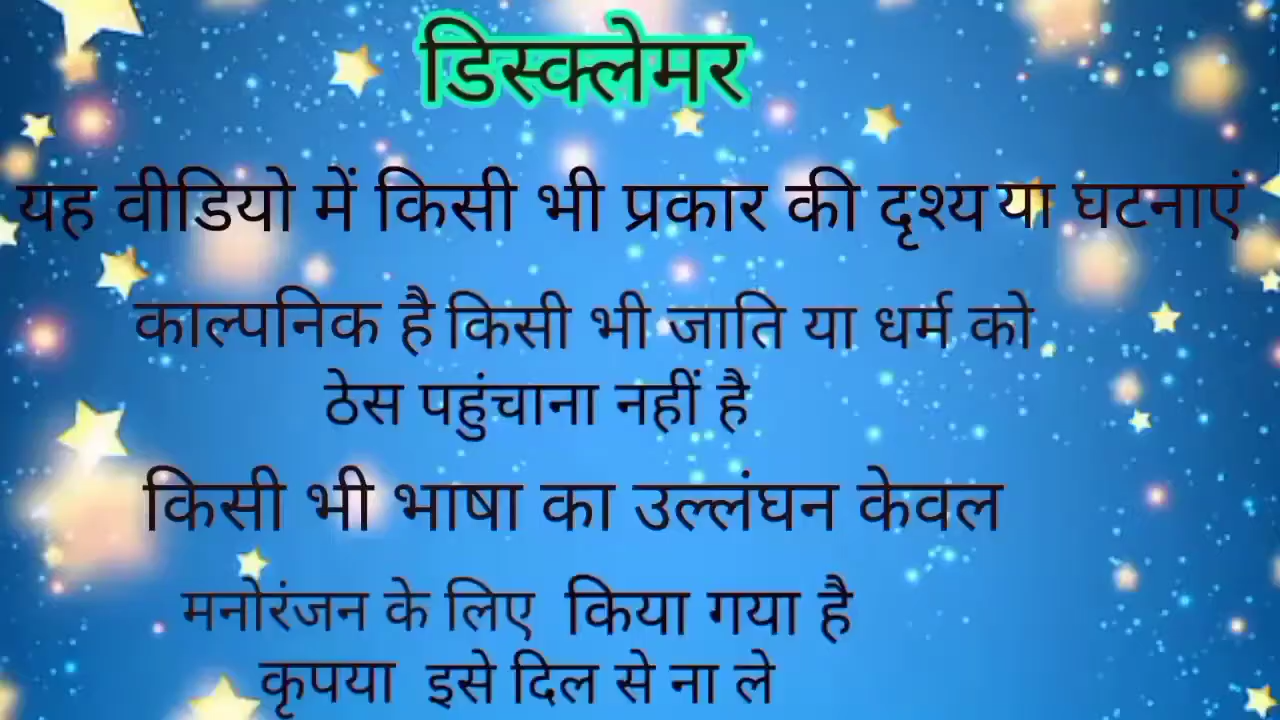 डिस्क्लेमर
यह वीडियो में किसी भी प्रकार की दृश्य या घटनाएं
काल्पनिक है किसी भी जाति या धर्म को
ठेस पहुंचाना नहीं है
किसी भी भाषा का उल्लंघन केवल
मनोरंजन के लिए किया गया है
कृपया इसे दिल से ना ले